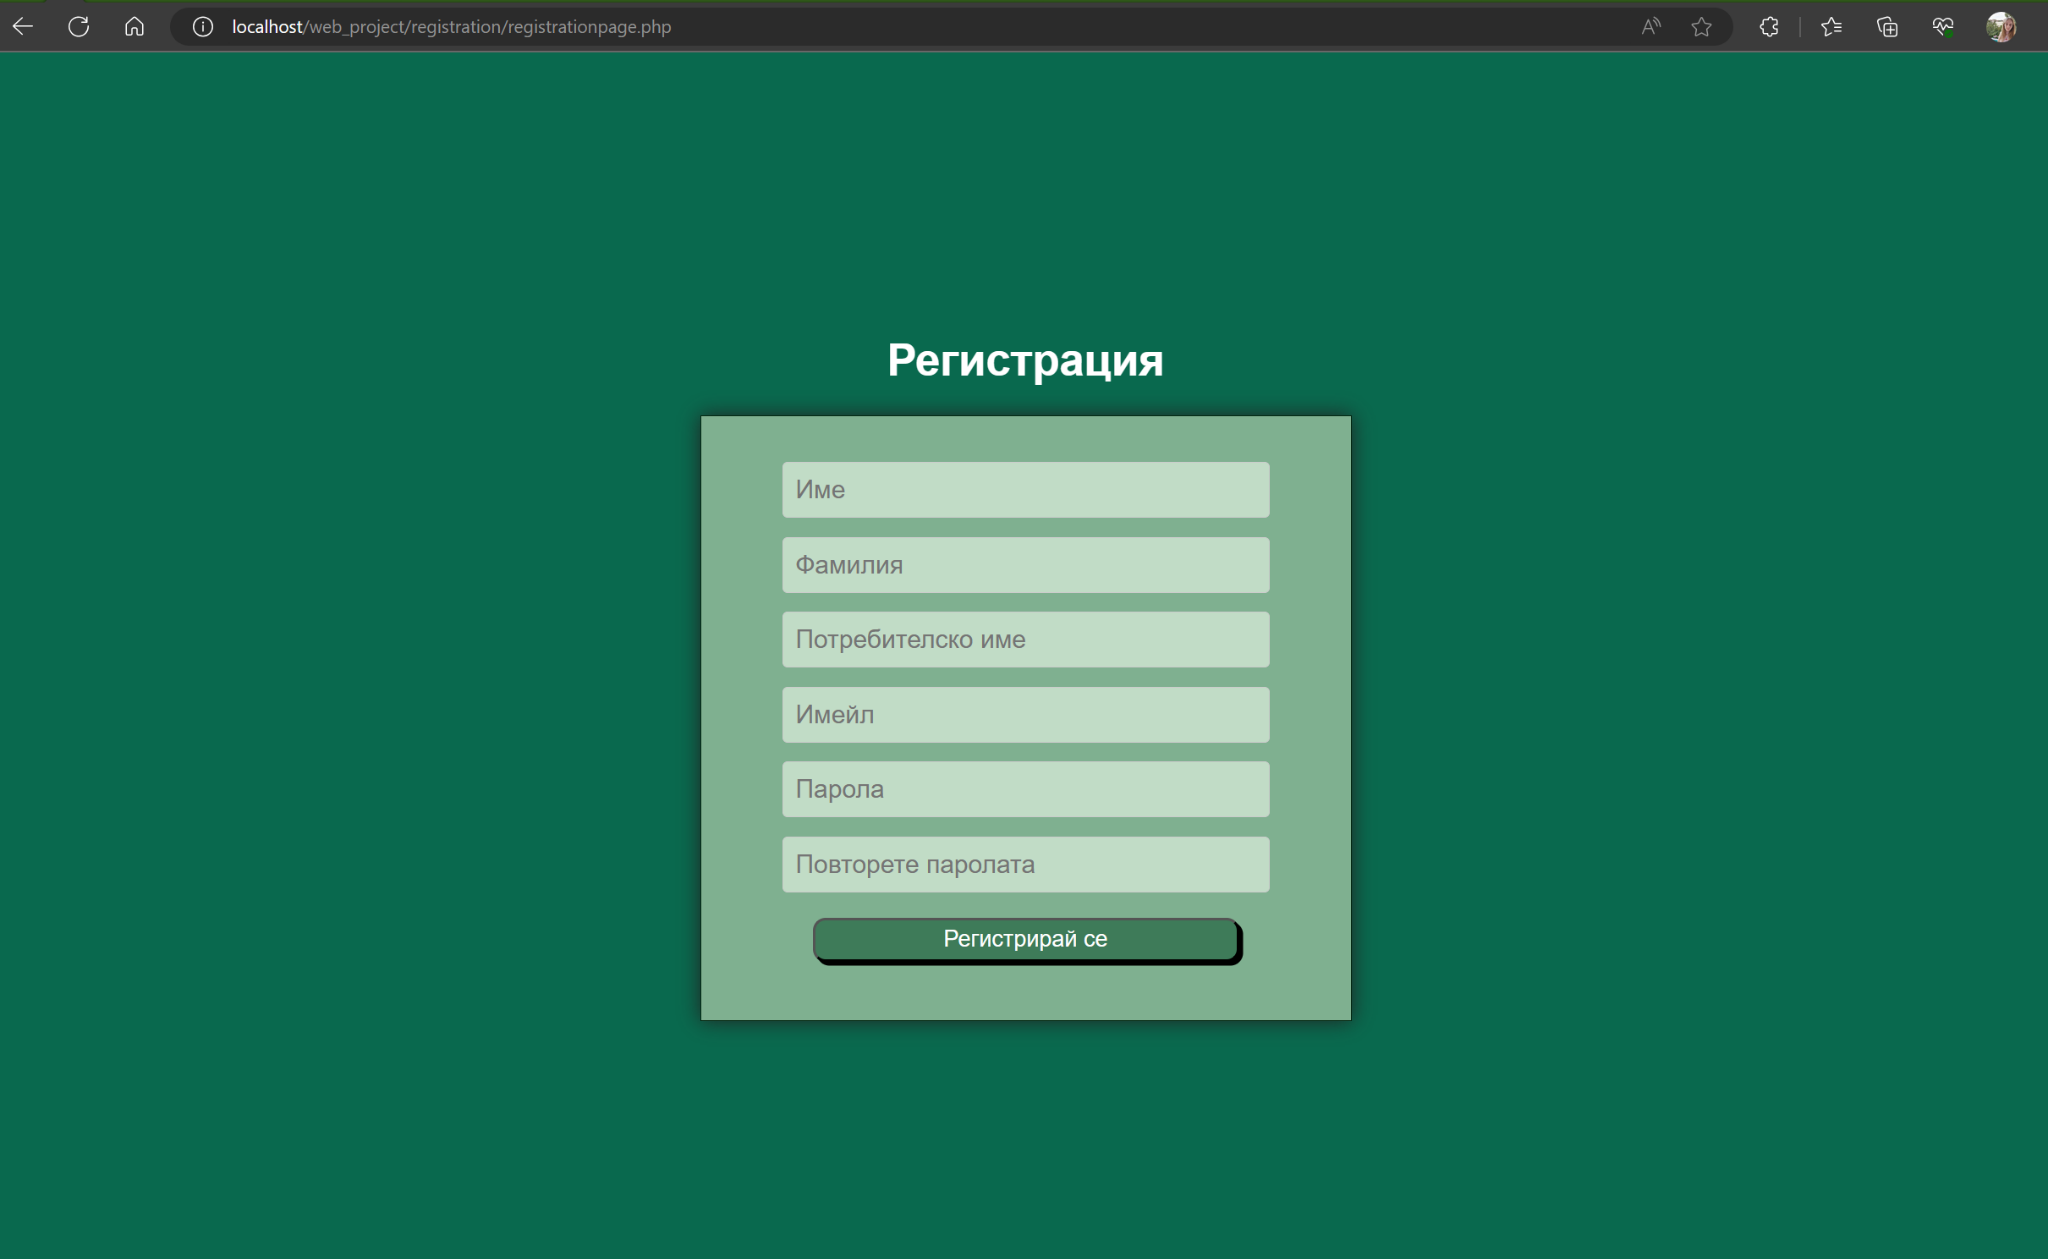 localhost/web_project/registration/registrationpage.php
Регистрация
Име
Фамилия
Потребителско име
Имейл
Парола
Повторете паролата
Регистрирай се